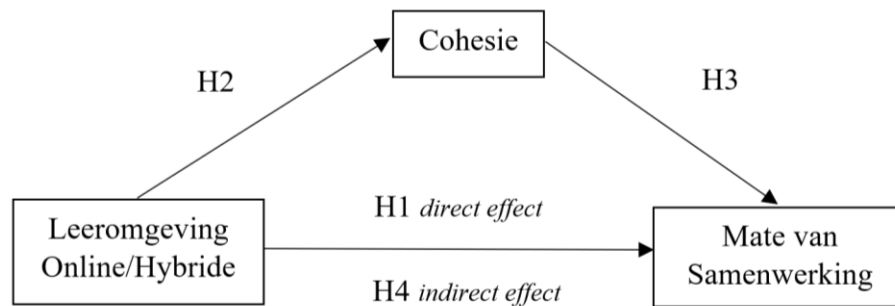 Cohesie
H2
H3
H1 direct effect
Leeromgeving
Online/Hybride
Mate van
Samenwerking
H4 indirect effect